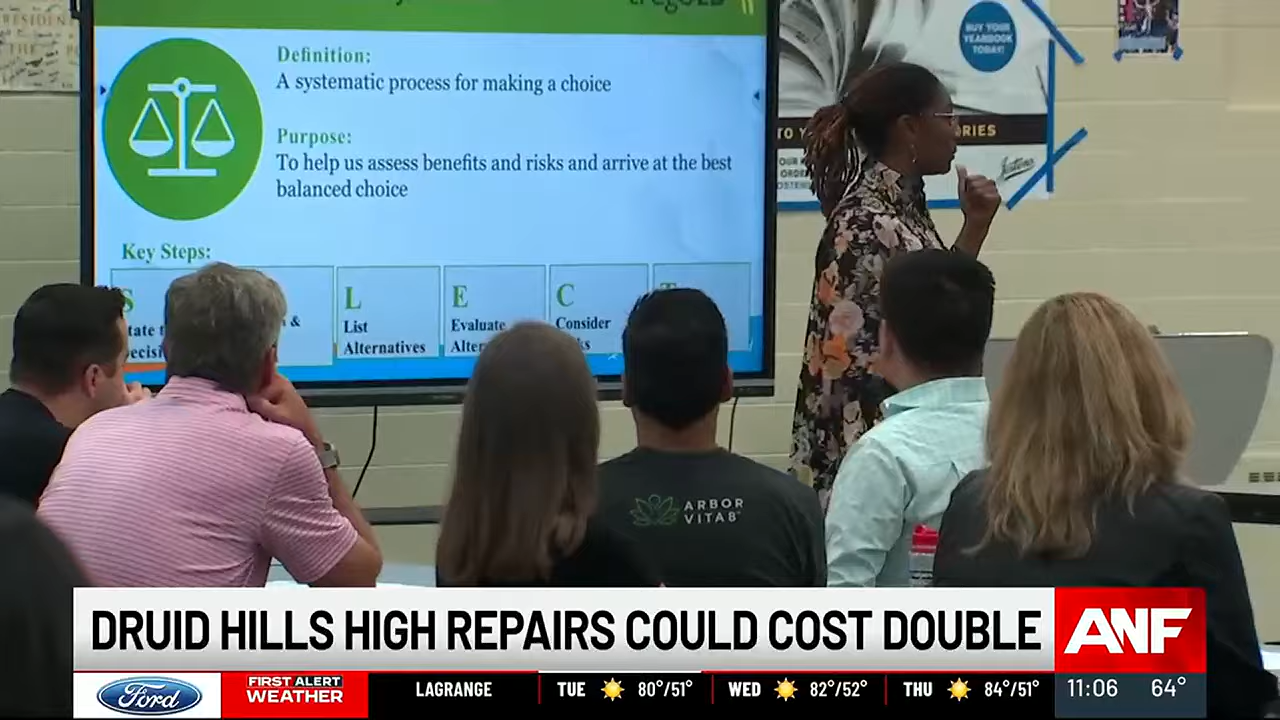 BUY YOUR
YEARBOOK
TODAY!
Definition:
A systematic process for making a choice
Purpose:
To help us assess benefits and risks and arrive at the best
balanced choice
Key Steps:
S
L
E
C
&
List
Alternatives
Evaluate
Consider
TO
ORIES
Jostens
ARBOR
VITAE
DRUID HILLS HIGH REPAIRS COULD COST DOUBLE
ANF
Ford
FIRST ALERT
WEATHER
LAGRANGE
TUE 80°/51°
WED 82°/52°
THU 84°/51°
11:06 64°